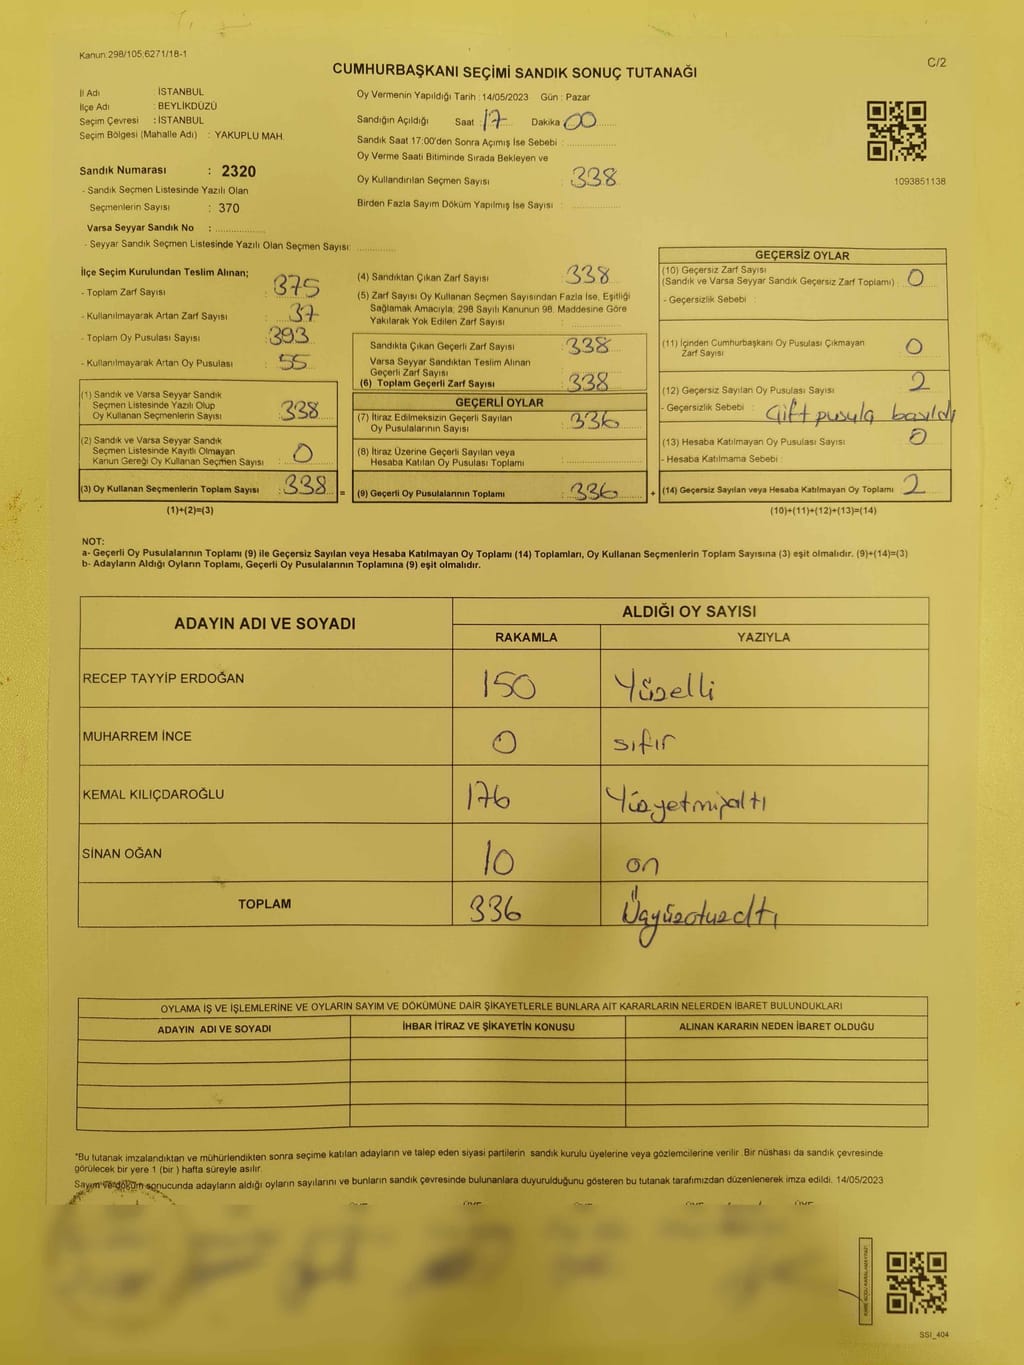 Kanun:298/105;6271/18-1
C/2
CUMHURBAŞKANI SEÇİMİ SANDIK SONUÇ TUTANAĞI
İl Adı : İSTANBUL
İlçe Adı : BEYLİKDÜZÜ
Seçim Çevresi : İSTANBUL
Seçim Bölgesi (Mahalle Adı) : YAKUPLU MAH.
Sandık Numarası : 2320
- Sandık Seçmen Listesinde Yazılı Olan
Seçmenlerin Sayısı : 370
Varsa Seyyar Sandık No : ................
- Seyyar Sandık Seçmen Listesinde Yazılı Olan Seçmen Sayısı: ............
Oy Vermenin Yapıldığı Tarih : 14/05/2023 Gün : Pazar
Sandığın Açıldığı Saat : 17 Dakika 00
Sandık Saat 17:00'den Sonra Açılmış İse Sebebi : ................
Oy Verme Saati Bitiminde Sırada Bekleyen ve
Oy Kullandırılan Seçmen Sayısı : 338
Birden Fazla Sayım Döküm Yapılmış İse Sayısı : ................
1093851138
İlçe Seçim Kurulundan Teslim Alınan;
- Toplam Zarf Sayısı : 375
- Kullanılmayarak Artan Zarf Sayısı : 37
- Toplam Oy Pusulası Sayısı : 393
- Kullanılmayarak Artan Oy Pusulası : 55
(1) Sandık ve Varsa Seyyar Sandık
Seçmen Listesinde Yazılı Olup
Oy Kullanan Seçmenlerin Sayısı : 338
(2) Sandık ve Varsa Seyyar Sandık
Seçmen Listesinde Kayıtlı Olmayan
Kanun Gereği Oy Kullanan Seçmen Sayısı : 0
(3) Oy Kullanan Seçmenlerin Toplam Sayısı : 338 =
(1)+(2)=(3)
(4) Sandıktan Çıkan Zarf Sayısı : 338
(5) Zarf Sayısı Oy Kullanan Seçmen Sayısından Fazla İse, Eşitliği
Sağlamak Amacıyla, 298 Sayılı Kanunun 98. Maddesine Göre
Yakılarak Yok Edilen Zarf Sayısı : ................
Sandıkta Çıkan Geçerli Zarf Sayısı : 338
Varsa Seyyar Sandıktan Teslim Alınan
Geçerli Zarf Sayısı
(6) Toplam Geçerli Zarf Sayısı : 338
GEÇERLİ OYLAR
(7) İtiraz Edilmeksizin Geçerli Sayılan
Oy Pusulalarının Sayısı : 336
(8) İtiraz Üzerine Geçerli Sayılan veya
Hesaba Katılan Oy Pusulası Toplamı : ................
(9) Geçerli Oy Pusulalarının Toplamı : 336 +
GEÇERSİZ OYLAR
(10) Geçersiz Zarf Sayısı
(Sandık ve Varsa Seyyar Sandık Geçersiz Zarf Toplamı) : 0
- Geçersizlik Sebebi :
(11) İçinden Cumhurbaşkanı Oy Pusulası Çıkmayan
Zarf Sayısı : 0
(12) Geçersiz Sayılan Oy Pusulası Sayısı : 2
- Geçersizlik Sebebi : Çift pusula basıldı
(13) Hesaba Katılmayan Oy Pusulası Sayısı : 0
- Hesaba Katılmama Sebebi :
(14) Geçersiz Sayılan veya Hesaba Katılmayan Oy Toplamı : 2
(10)+(11)+(12)+(13)=(14)
NOT:
a- Geçerli Oy Pusulalarının Toplamı (9) ile Geçersiz Sayılan veya Hesaba Katılmayan Oy Toplamı (14) Toplamları, Oy Kullanan Seçmenlerin Toplam Sayısına (3) eşit olmalıdır. (9)+(14)=(3)
b- Adayların Aldığı Oyların Toplamı, Geçerli Oy Pusulalarının Toplamına (9) eşit olmalıdır.
ADAYIN ADI VE SOYADI ALDIĞI OY SAYISI
RAKAMLA YAZIYLA
RECEP TAYYİP ERDOĞAN 150 Yüzelli
MUHARREM İNCE 0 sıfır
KEMAL KILIÇDAROĞLU 176 Yüzyetmişaltı
SİNAN OĞAN 10 on
TOPLAM 336 Üçyüzotuzaltı
OYLAMA İŞ VE İŞLEMLERİNE VE OYLARIN SAYIM VE DÖKÜMÜNE DAİR ŞİKAYETLERLE BUNLARA AİT KARARLARIN NELERDEN İBARET BULUNDUKLARI
ADAYIN ADI VE SOYADI İHBAR İTİRAZ VE ŞİKAYETİN KONUSU ALINAN KARARIN NEDEN İBARET OLDUĞU
*Bu tutanak imzalandıktan ve mühürlendikten sonra seçime katılan adayların ve talep eden siyasi partilerin sandık kurulu üyelerine veya gözlemcilerine verilir .Bir nüshası da sandık çevresinde
görülecek bir yere 1 (bir ) hafta süreyle asılır.
Sayım ve döküm sonucunda adayların aldığı oyların sayılarını ve bunların sandık çevresinde bulunanlara duyurulduğunu gösteren bu tutanak tarafımızdan düzenlenerek imza edildi. 14/05/2023
SSI_404